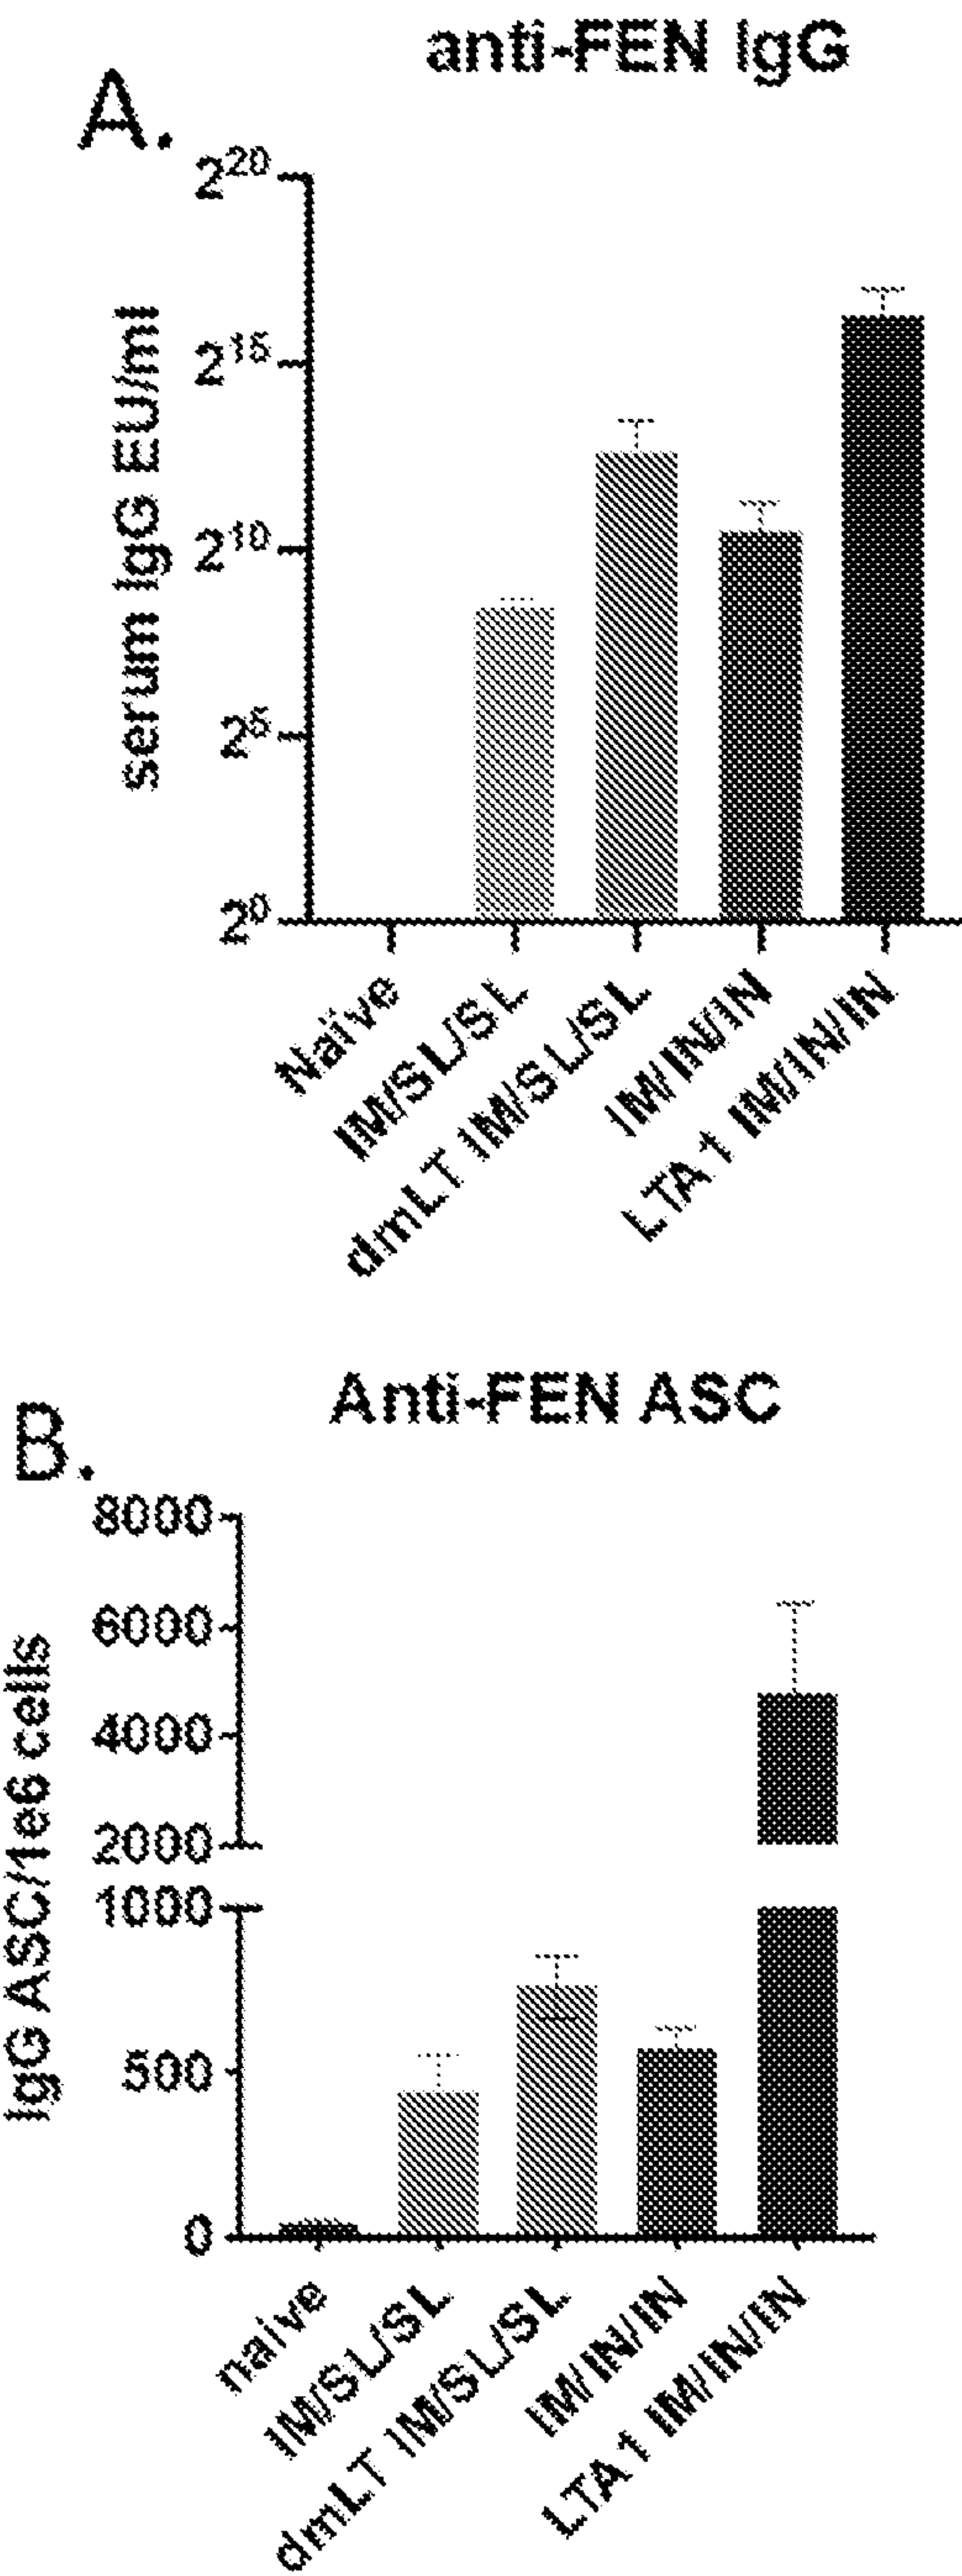 anti-FEN IgG
A.
2^20
2^15
2^10
2^5
2^0
serum IgG EU/ml
Naïve
IM/SL/SL
dmLT IM/SL/SL
IM/IN/IN
LTA1 IM/IN/IN
Anti-FEN ASC
B.
8000
6000
4000
2000
1000
500
0
IgG ASC/1e6 cells
naive
IM/SL/SL
dmLT IM/SL/SL
IM/IN/IN
LTA1 IM/IN/IN